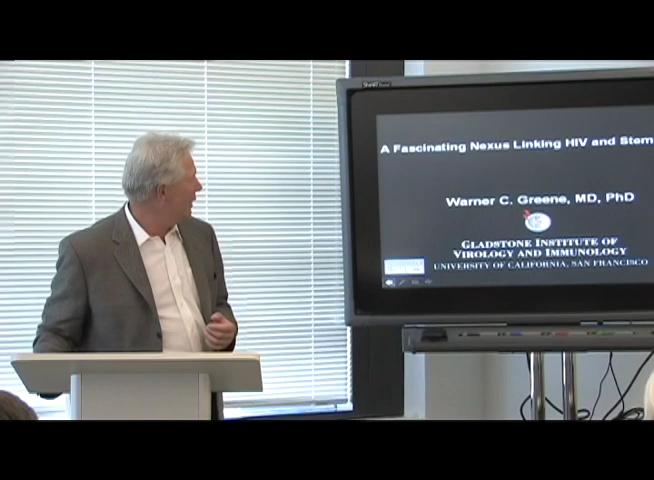 SMART
A Fascinating Nexus Linking HIV and Stem
Warner C. Greene, MD, PhD
GLADSTONE INSTITUTE OF
VIROLOGY AND IMMUNOLOGY
UNIVERSITY OF CALIFORNIA, SAN FRANCISCO